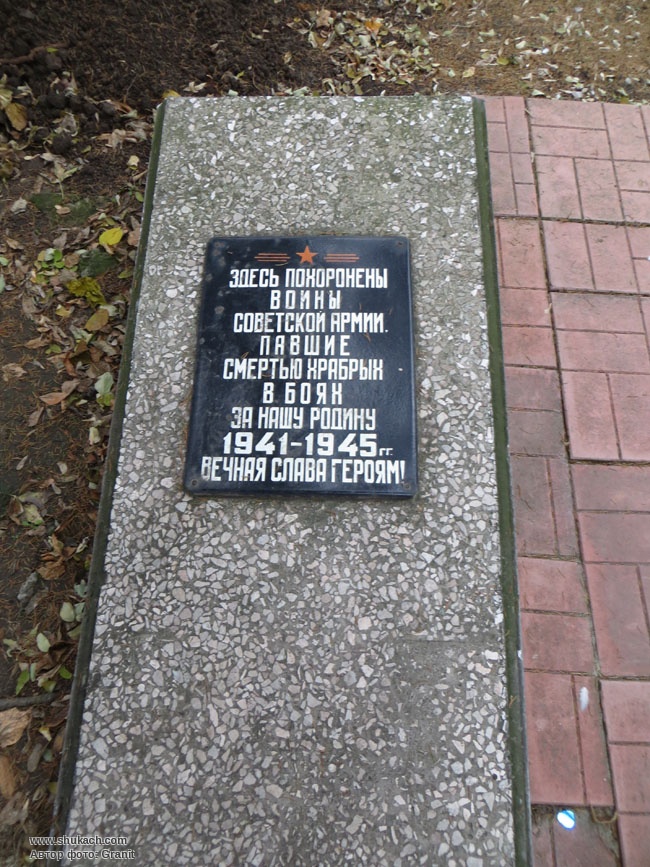 ЗДЕСЬ ПОХОРОНЕНЫ
ВОИНЫ
СОВЕТСКОЙ АРМИИ.
ПАВШИЕ
СМЕРТЬЮ ХРАБРЫХ
В БОЯХ
ЗА НАШУ РОДИНУ
1941-1945гг.
ВЕЧНАЯ СЛАВА ГЕРОЯМ!
www.shukach.com
Автор фото: Granit